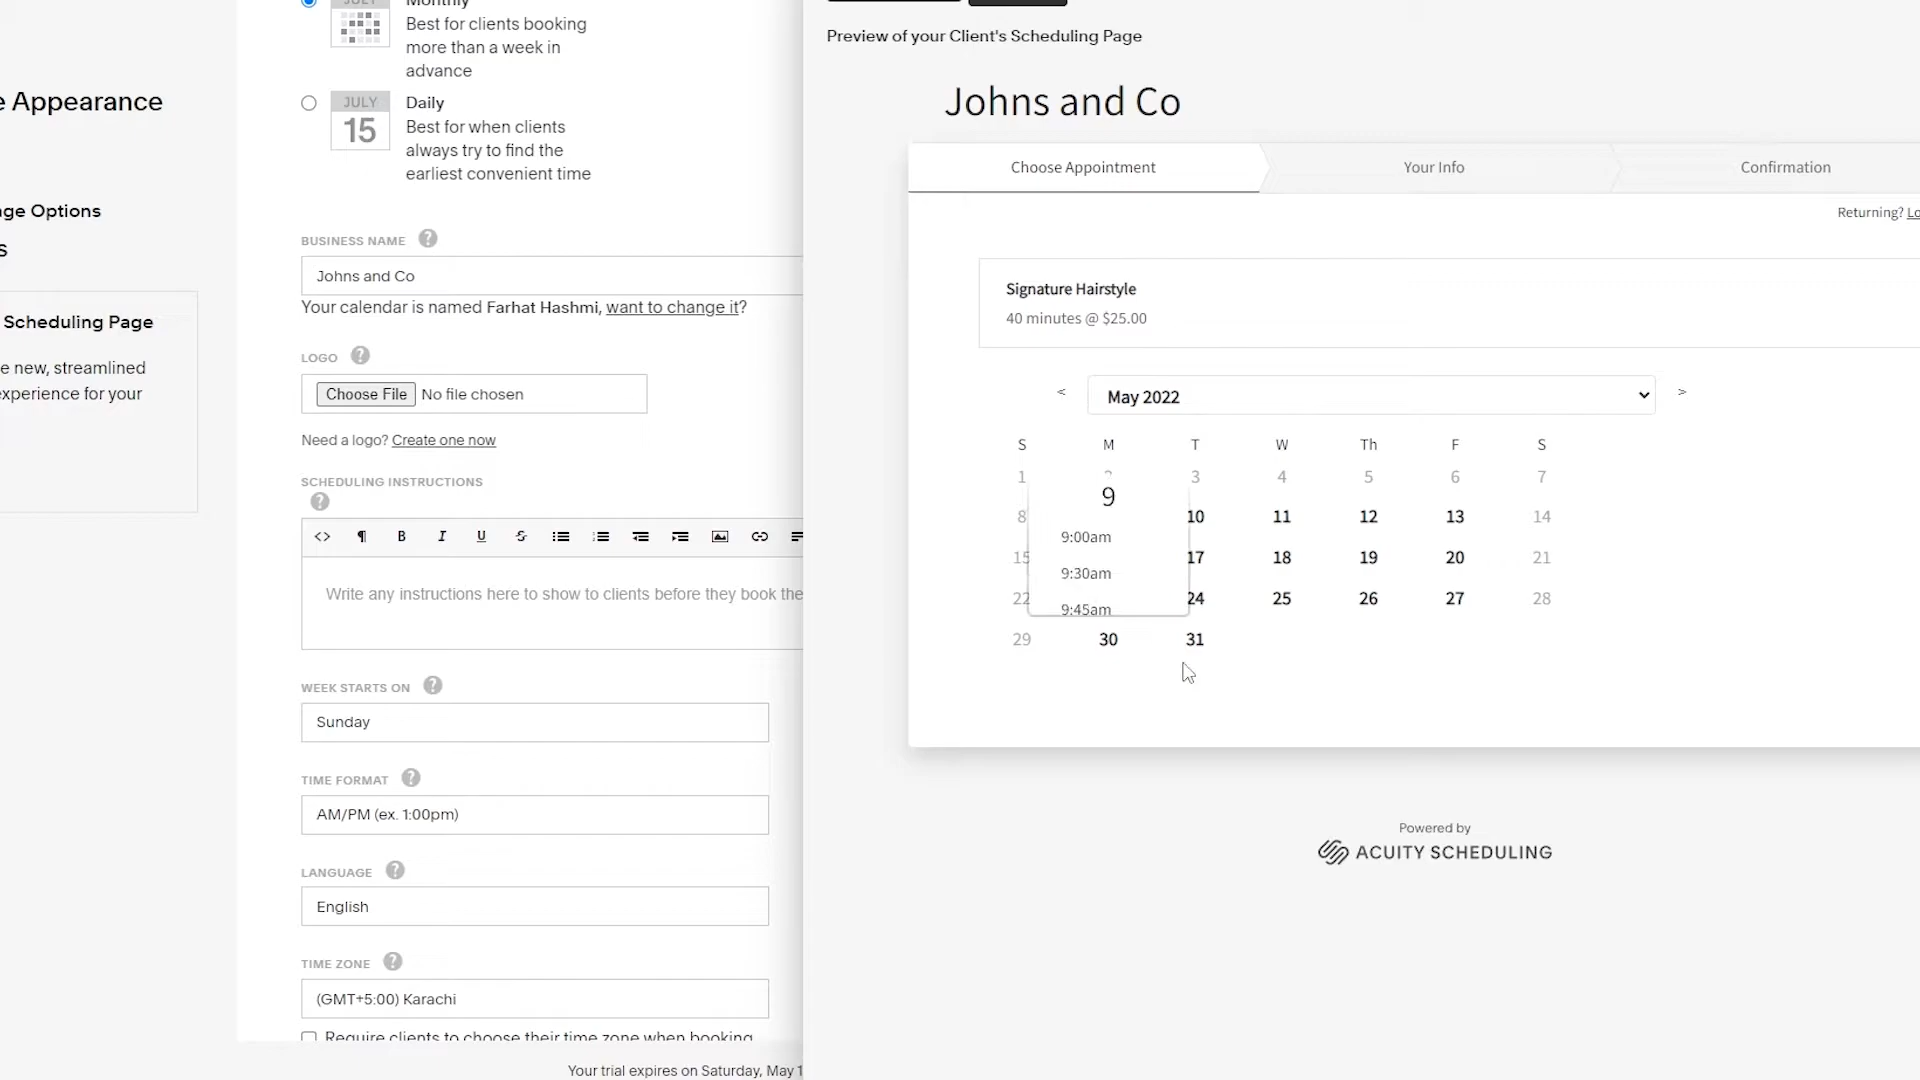 JULY
Monthly
Best for clients booking
more than a week in
advance
JULY
15
Daily
Best for when clients
always try to find the
earliest convenient time
e Appearance
ge Options
s
Scheduling Page
e new, streamlined
xperience for your
BUSINESS NAME ?
Johns and Co
Your calendar is named Farhat Hashmi, want to change it?
LOGO ?
Choose File No file chosen
Need a logo? Create one now
SCHEDULING INSTRUCTIONS
?
<> ¶ B I U S
Write any instructions here to show to clients before they book the
WEEK STARTS ON ?
Sunday
TIME FORMAT ?
AM/PM (ex. 1:00pm)
LANGUAGE ?
English
TIME ZONE ?
(GMT+5:00) Karachi
Require clients to choose their time zone when booking
Your trial expires on Saturday, May 1
Preview of your Client's Scheduling Page
Johns and Co
Choose Appointment Your Info Confirmation
Returning? Lo
Signature Hairstyle
40 minutes @ $25.00
< May 2022 >
S M T W Th F S
1 3 4 5 6 7
8 9 10 11 12 13 14
9:00am
15 17 18 19 20 21
9:30am
22 24 25 26 27 28
9:45am
29 30 31
Powered by
ACUITY SCHEDULING